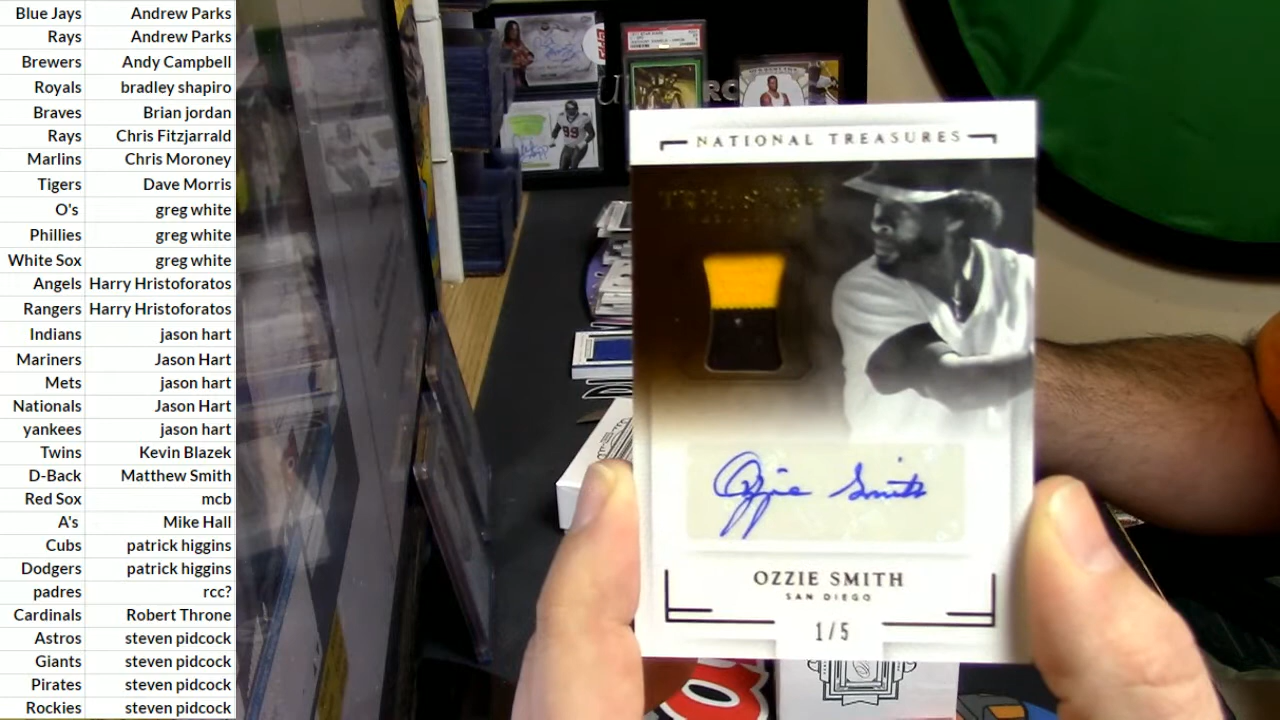 Blue Jays Andrew Parks
Rays Andrew Parks
Brewers Andy Campbell
Royals bradley shapiro
Braves Brian jordan
Rays Chris Fitzjarrald
Marlins Chris Moroney
Tigers Dave Morris
O's greg white
Phillies greg white
White Sox greg white
Angels Harry Hristoforatos
Rangers Harry Hristoforatos
Indians jason hart
Mariners Jason Hart
Mets jason hart
Nationals Jason Hart
yankees jason hart
Twins Kevin Blazek
D-Back Matthew Smith
Red Sox mcb
A's Mike Hall
Cubs patrick higgins
Dodgers patrick higgins
padres rcc?
Cardinals Robert Throne
Astros steven pidcock
Giants steven pidcock
Pirates steven pidcock
Rockies steven pidcock
99
NATIONAL TREASURES
Ozzie Smith
OZZIE SMITH
SAN DIEGO
1/5